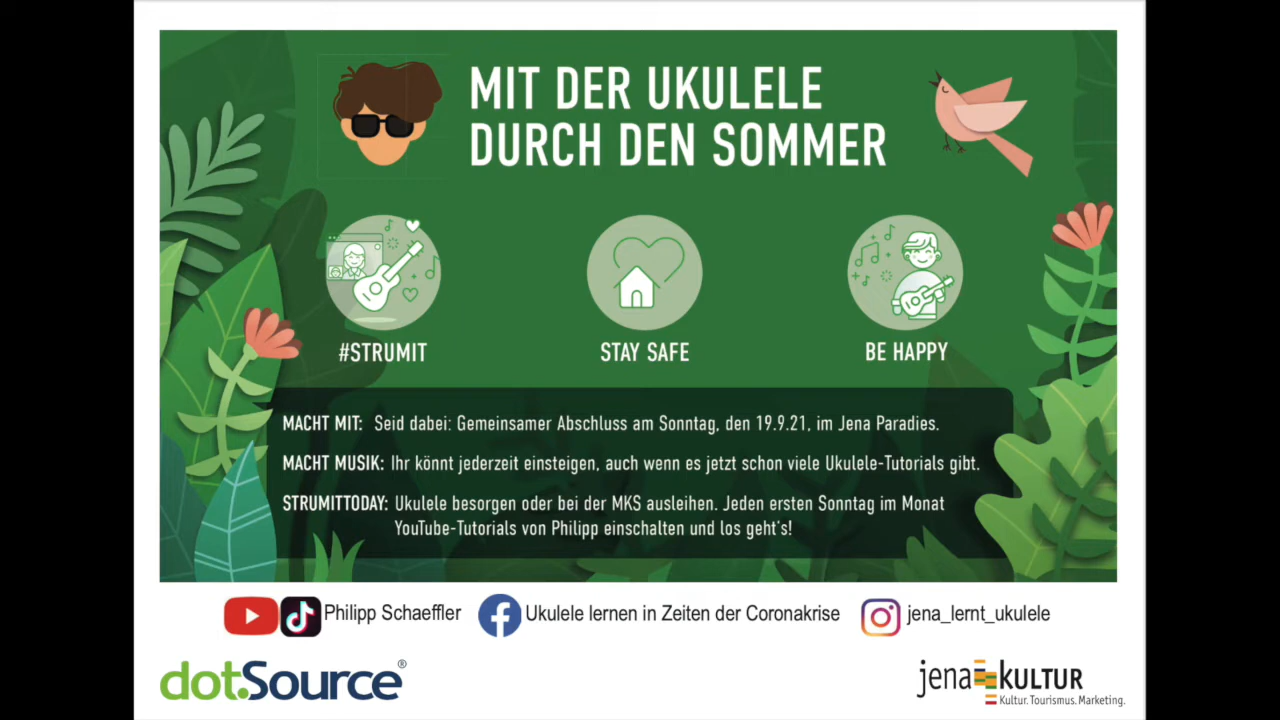 MIT DER UKULELE
DURCH DEN SOMMER
#STRUMIT
STAY SAFE
BE HAPPY
MACHT MIT: Seid dabei: Gemeinsamer Abschluss am Sonntag, den 19.9.21, im Jena Paradies.
MACHT MUSIK: Ihr könnt jederzeit einsteigen, auch wenn es jetzt schon viele Ukulele-Tutorials gibt.
STRUMITTODAY: Ukulele besorgen oder bei der MKS ausleihen. Jeden ersten Sonntag im Monat
YouTube-Tutorials von Philipp einschalten und los geht's!
Philipp Schaeffler
Ukulele lernen in Zeiten der Coronakrise
jena_lernt_ukulele
dot.Source®
jena KULTUR
Kultur. Tourismus. Marketing.